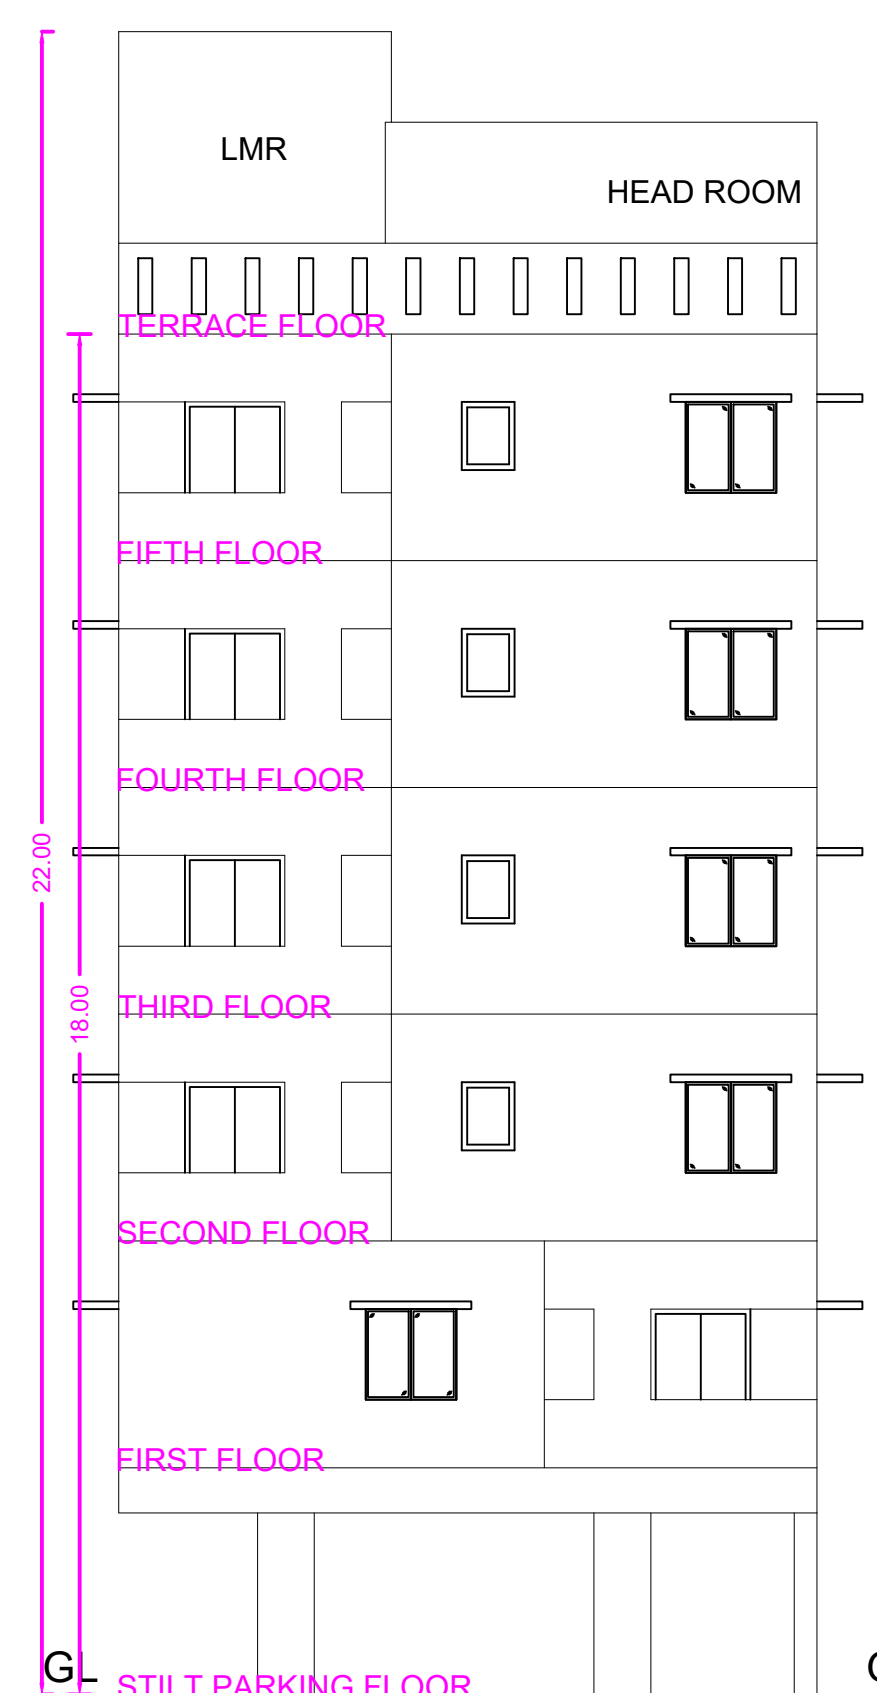 LMR
HEAD ROOM
TERRACE FLOOR
FIFTH FLOOR
FOURTH FLOOR
22.00
18.00
THIRD FLOOR
SECOND FLOOR
FIRST FLOOR
GL
STILT PARKING FLOOR